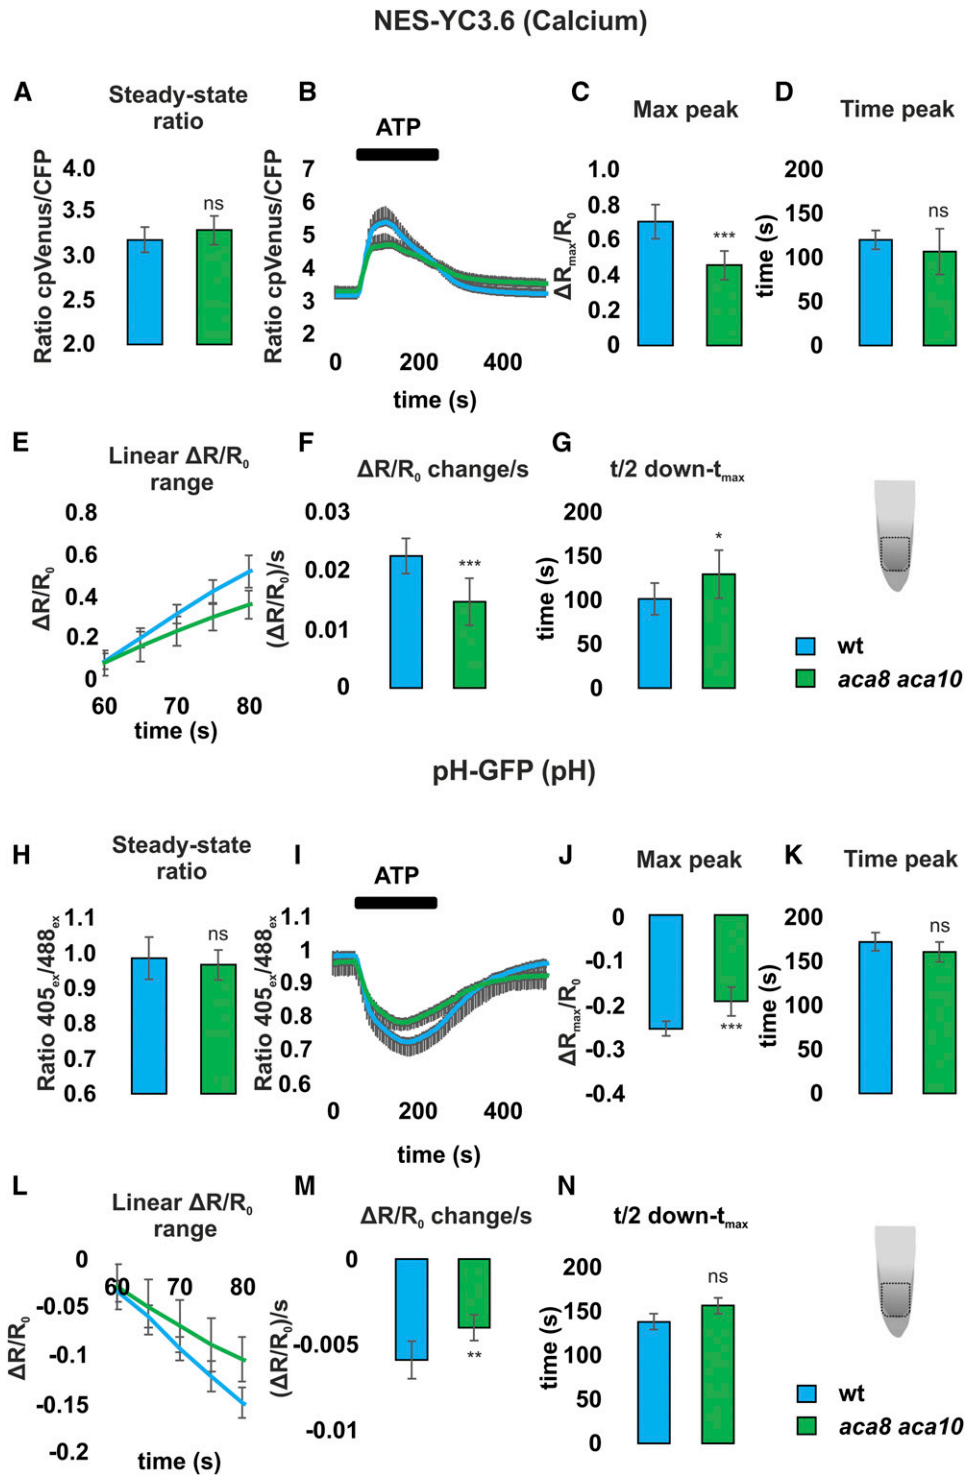 NES-YC3.6 (Calcium)
A
Steady-state
ratio
Ratio cpVenus/CFP
4.0
3.5
3.0
2.5
2.0
ns
B
ATP
Ratio cpVenus/CFP
7
6
5
4
3
2
0
200
400
time (s)
C
Max peak
ΔRmax/R0
1.0
0.8
0.6
0.4
0.2
0
***
D
Time peak
time (s)
200
150
100
50
0
ns
E
Linear ΔR/R0
range
ΔR/R0
0.8
0.6
0.4
0.2
0
60
70
80
time (s)
F
ΔR/R0 change/s
(ΔR/R0)/s
0.03
0.02
0.01
0
***
G
t/2 down-tmax
time (s)
200
150
100
50
0
*
wt
aca8 aca10
pH-GFP (pH)
H
Steady-state
ratio
Ratio 405ex/488ex
1.1
1.0
0.9
0.8
0.7
0.6
ns
I
ATP
Ratio 405ex/488ex
1.1
1
0.9
0.8
0.7
0.6
0
200
400
time (s)
J
Max peak
ΔRmax/R0
0
-0.1
-0.2
-0.3
-0.4
***
K
Time peak
time (s)
200
150
100
50
0
ns
L
Linear ΔR/R0
range
ΔR/R0
0
-0.05
-0.1
-0.15
-0.2
60
70
80
time (s)
M
ΔR/R0 change/s
(ΔR/R0)/s
0
-0.005
-0.01
**
N
t/2 down-tmax
time (s)
200
150
100
50
0
ns
wt
aca8 aca10